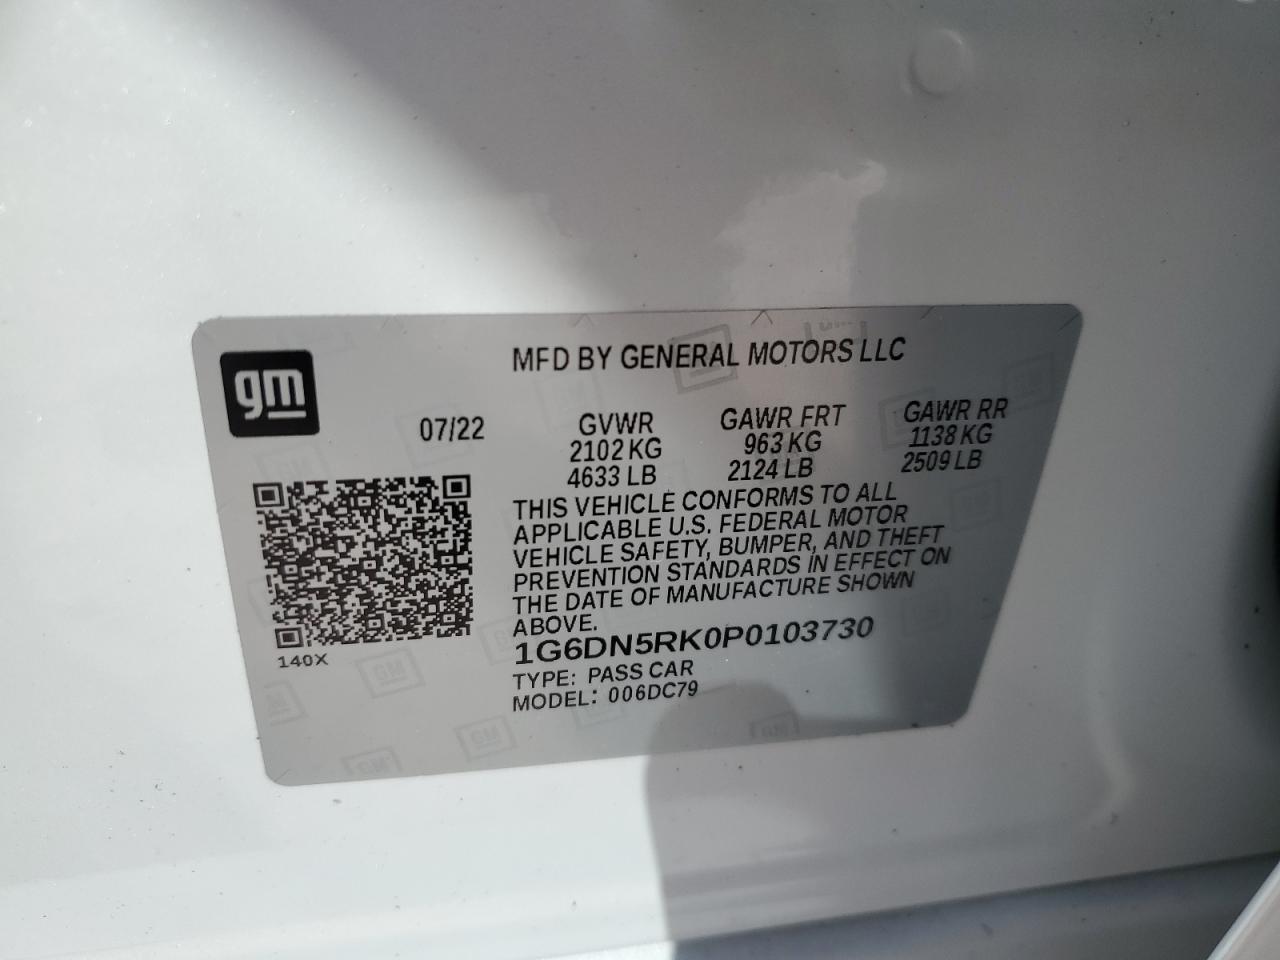 gm
MFD BY GENERAL MOTORS LLC
07/22 GVWR GAWR FRT GAWR RR
2102 KG 963 KG 1138 KG
4633 LB 2124 LB 2509 LB
THIS VEHICLE CONFORMS TO ALL
APPLICABLE U.S. FEDERAL MOTOR
VEHICLE SAFETY, BUMPER, AND THEFT
PREVENTION STANDARDS IN EFFECT ON
THE DATE OF MANUFACTURE SHOWN
ABOVE.
1G6DN5RK0P0103730
140X
TYPE: PASS CAR
MODEL: 006DC79